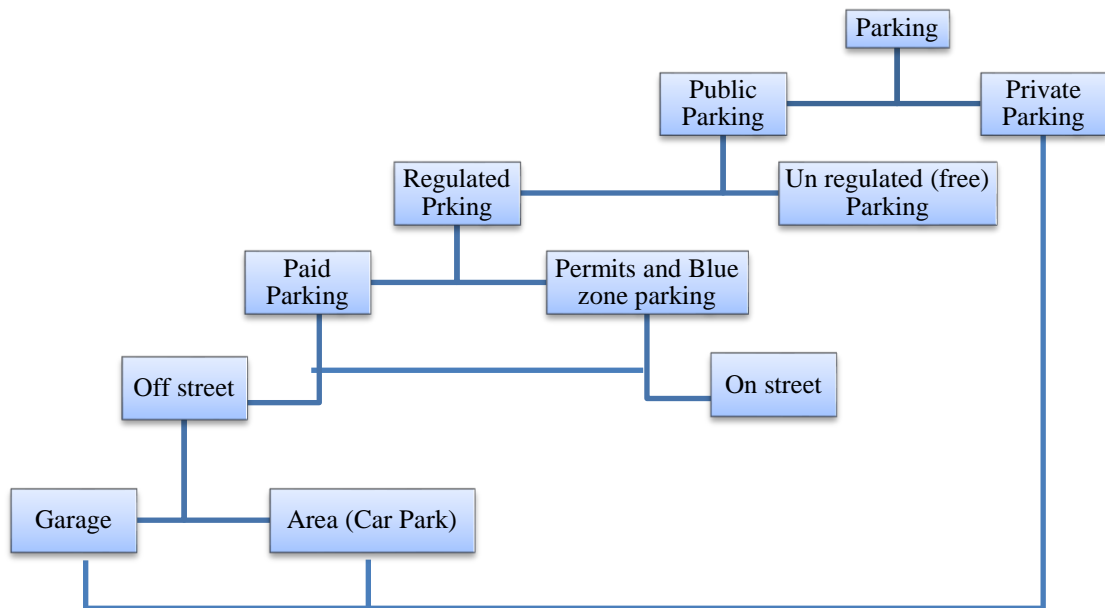 Parking
Public
Parking
Private
Parking
Regulated
Prking
Un regulated (free)
Parking
Paid
Parking
Permits and Blue
zone parking
Off street
On street
Garage
Area (Car Park)